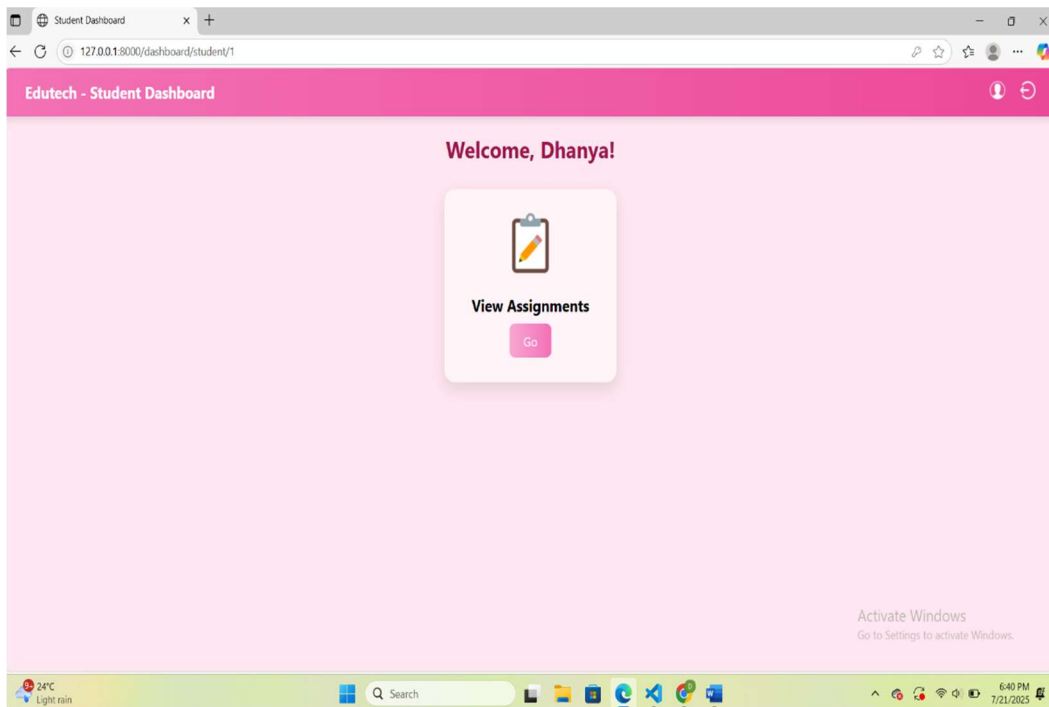 Student Dashboard
127.0.0.1:8000/dashboard/student/1
Edutech - Student Dashboard
Welcome, Dhanya!
View Assignments
Go
Activate Windows
Go to Settings to activate Windows.
24°C
Light rain
Search
6:40 PM
7/21/2025